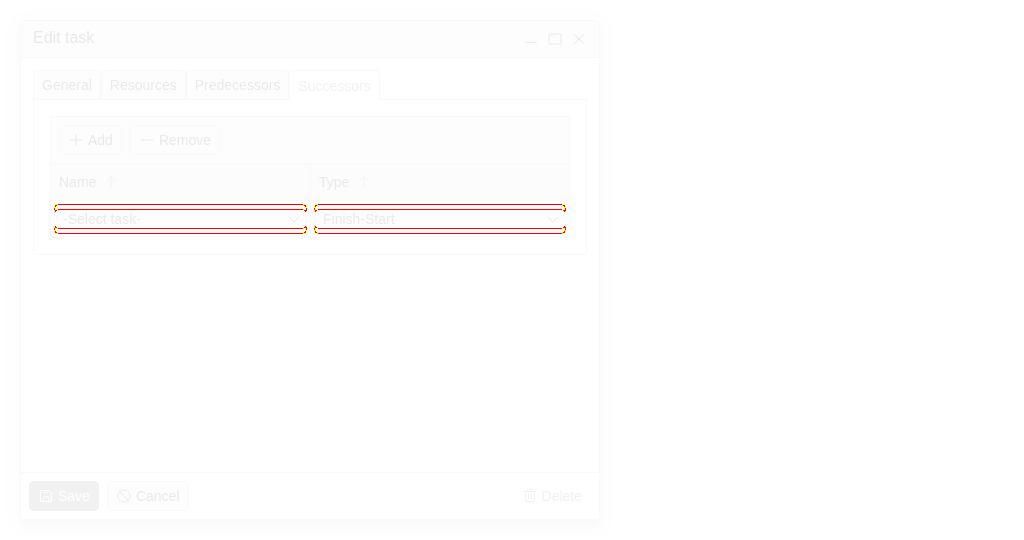 Edit task
General Resources Predecessors Successors
Add Remove
Name Type
-Select task- Finish-Start
Save Cancel Delete